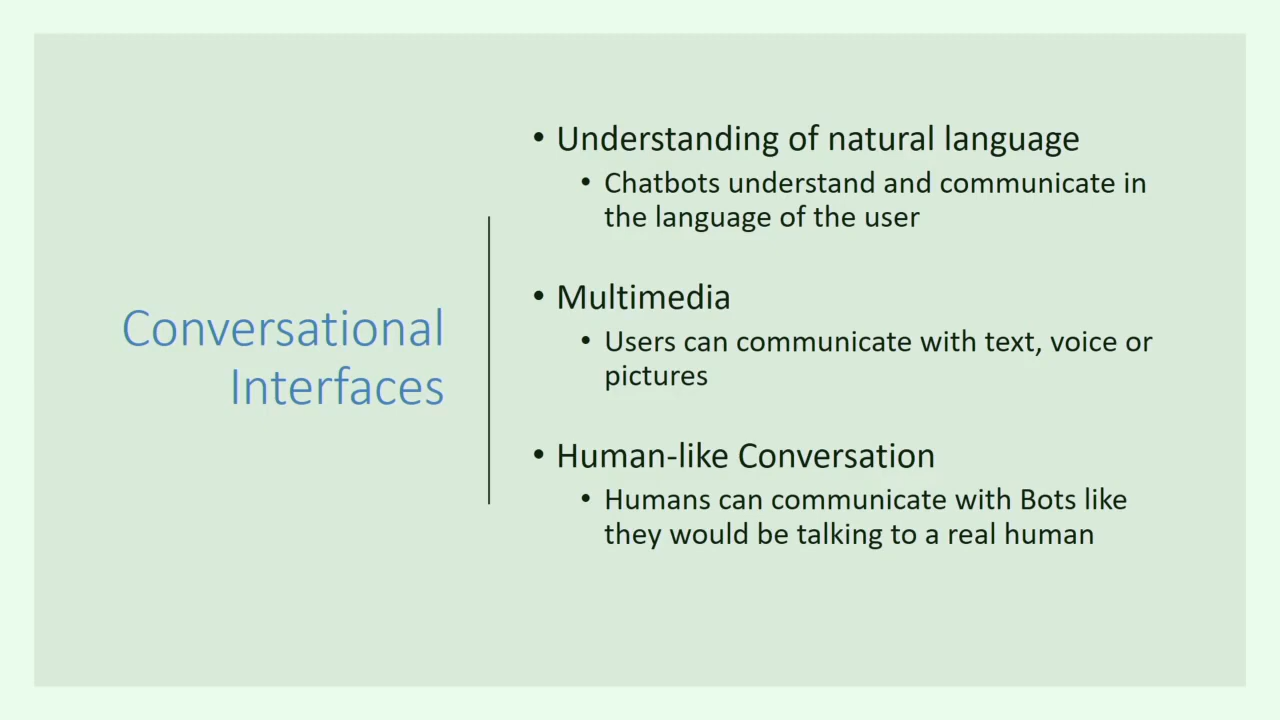 Conversational
Interfaces
• Understanding of natural language
• Chatbots understand and communicate in
the language of the user
• Multimedia
• Users can communicate with text, voice or
pictures
• Human-like Conversation
• Humans can communicate with Bots like
they would be talking to a real human